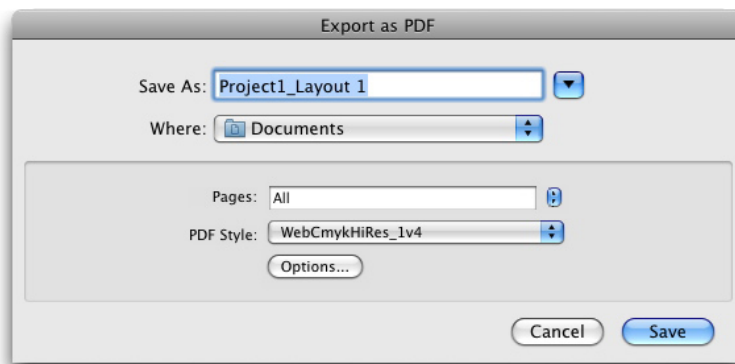 Export as PDF
Save As: Project1_Layout 1
Where: Documents
Pages: All
PDF Style: WebCmykHiRes_1v4
Options...
Cancel Save